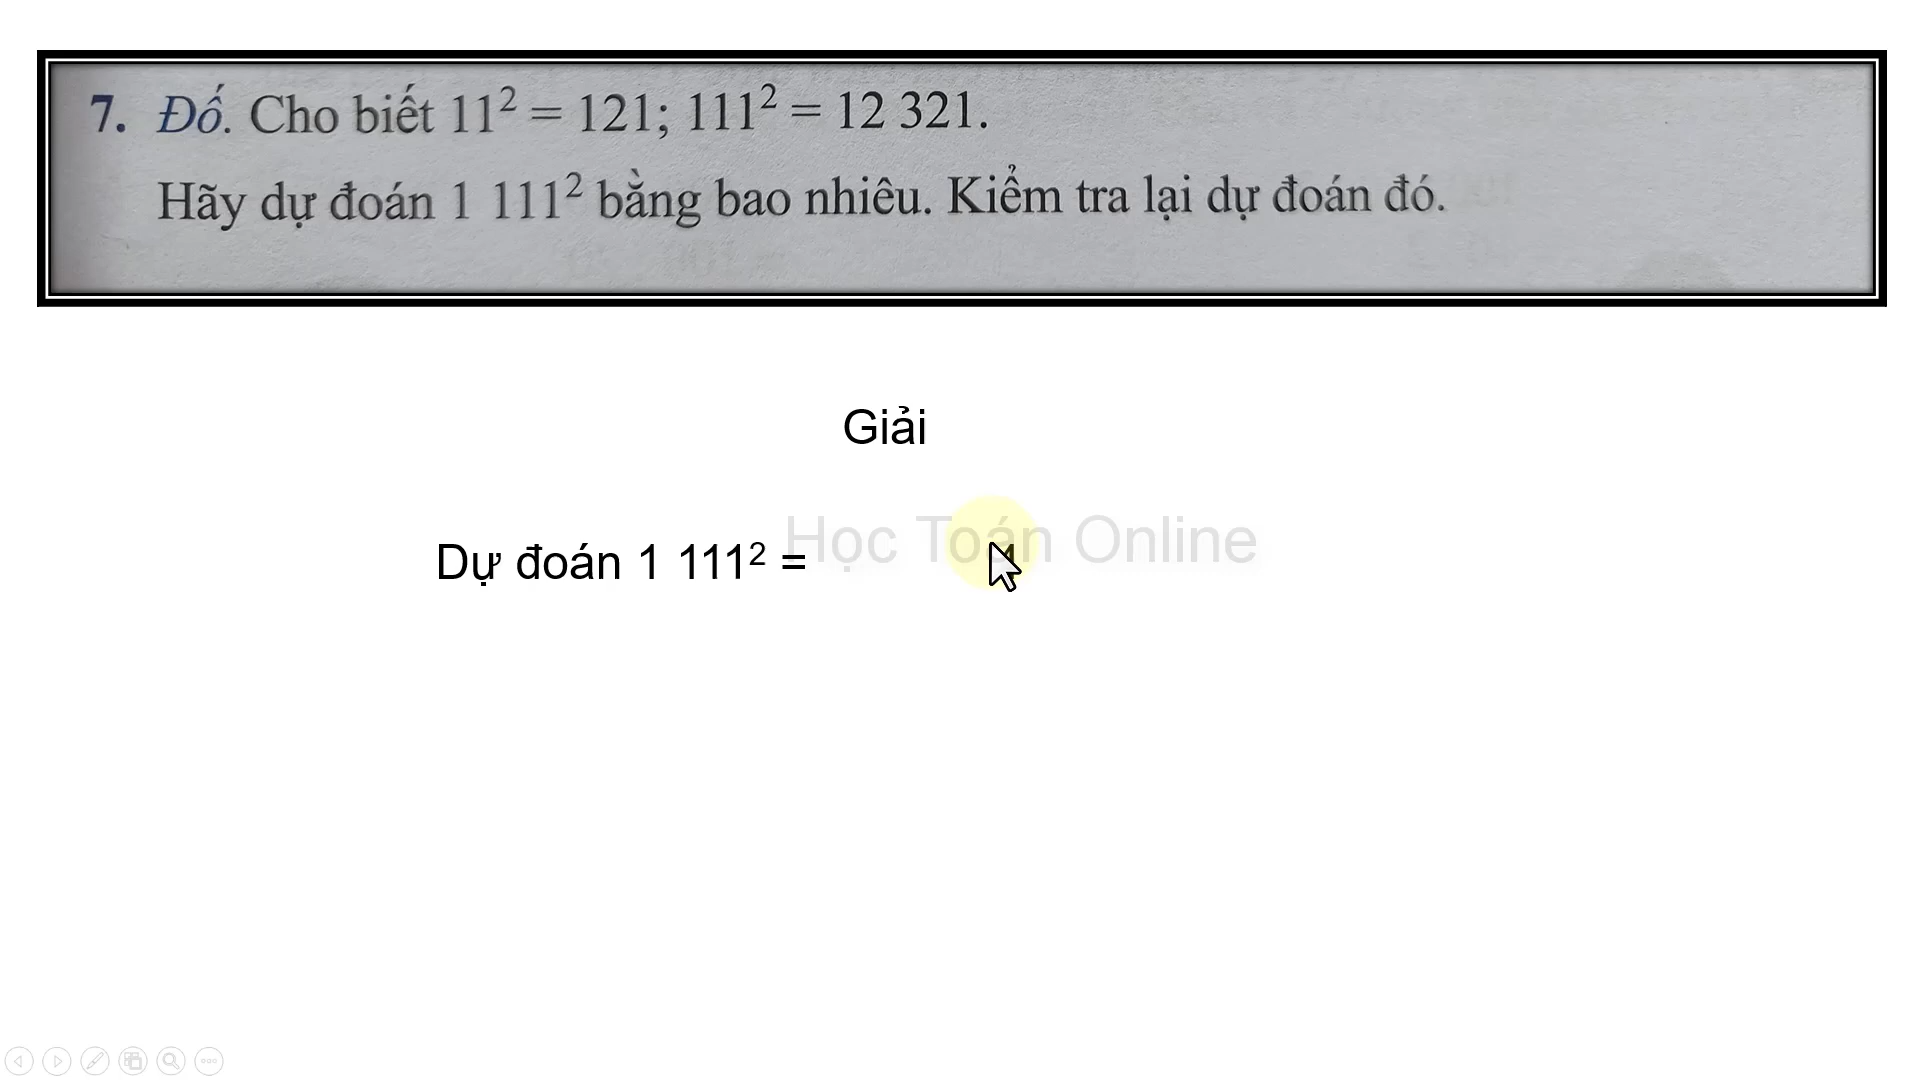 7. Đố. Cho biết 11² = 121; 111² = 12 321.
Hãy dự đoán 1 111² bằng bao nhiêu. Kiểm tra lại dự đoán đó.
Giải
Học Toán Online
Dự đoán 1 111² =